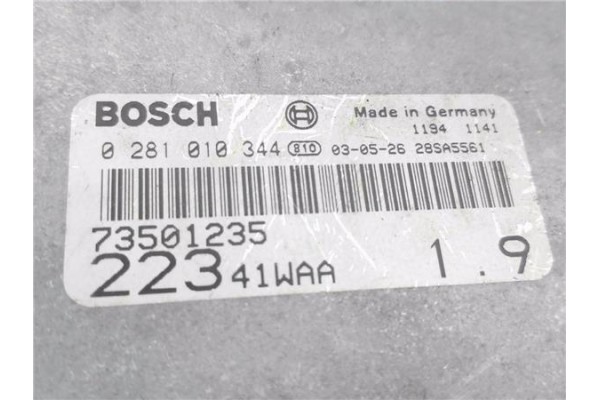 BOSCH Made in Germany
1194 1141
0 281 010 344 810 03-05-26 28SA5561
73501235
223 41WAA 1.9